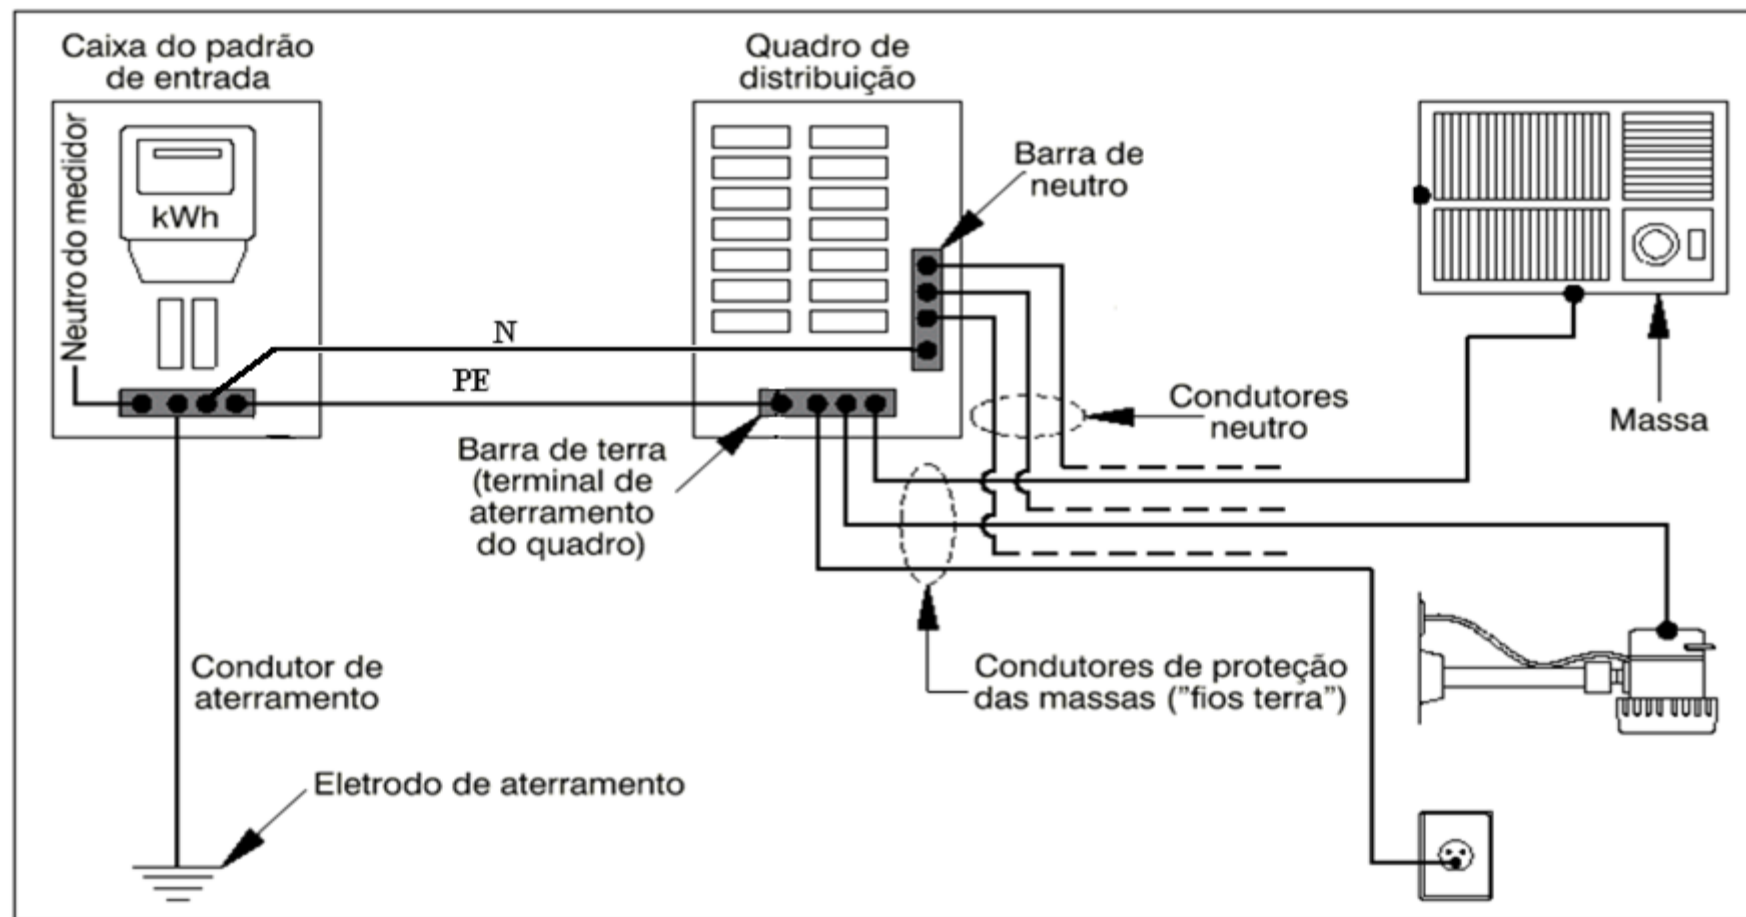 Caixa do padrão
de entrada
Quadro de
distribuição
Neutro do medidor
kWh
Barra de
neutro
N
PE
Condutores
neutro
Massa
Barra de terra
(terminal de
aterramento
do quadro)
Condutor de
aterramento
Condutores de proteção
das massas (”fios terra”)
Eletrodo de aterramento